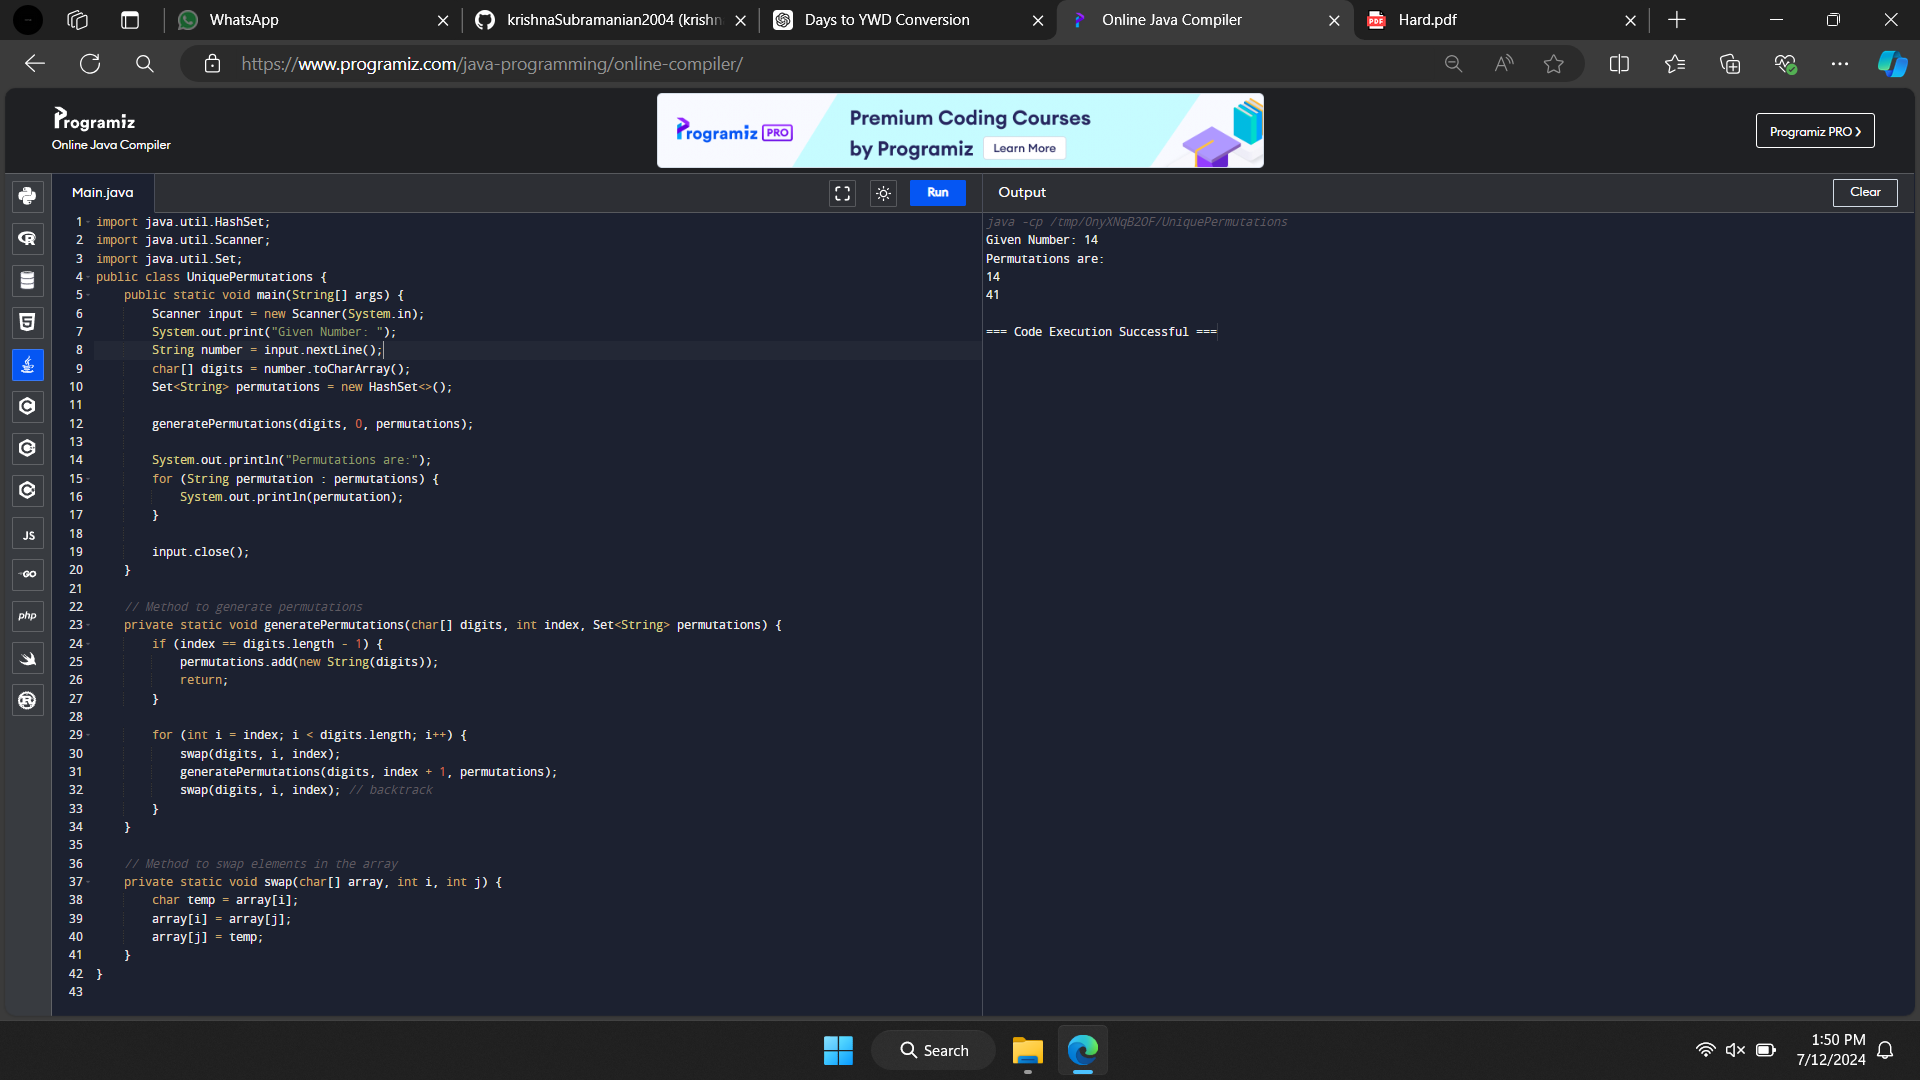 WhatsApp
krishnaSubramanian2004 (krishn
Days to YWD Conversion
Online Java Compiler
Hard.pdf
https://www.programiz.com/java-programming/online-compiler/
Programiz
Online Java Compiler
Programiz PRO
Premium Coding Courses
by Programiz
Learn More
Programiz PRO
Main.java
Run
Output
Clear
1 import java.util.HashSet;
2 import java.util.Scanner;
3 import java.util.Set;
4 public class UniquePermutations {
5 public static void main(String[] args) {
6 Scanner input = new Scanner(System.in);
7 System.out.print("Given Number: ");
8 String number = input.nextLine();
9 char[] digits = number.toCharArray();
10 Set<String> permutations = new HashSet<>();
11
12 generatePermutations(digits, 0, permutations);
13
14 System.out.println("Permutations are:");
15 for (String permutation : permutations) {
16 System.out.println(permutation);
17 }
18
19 input.close();
20 }
21
22 // Method to generate permutations
23 private static void generatePermutations(char[] digits, int index, Set<String> permutations) {
24 if (index == digits.length - 1) {
25 permutations.add(new String(digits));
26 return;
27 }
28
29 for (int i = index; i < digits.length; i++) {
30 swap(digits, i, index);
31 generatePermutations(digits, index + 1, permutations);
32 swap(digits, i, index); // backtrack
33 }
34 }
35
36 // Method to swap elements in the array
37 private static void swap(char[] array, int i, int j) {
38 char temp = array[i];
39 array[i] = array[j];
40 array[j] = temp;
41 }
42 }
43
java -cp /tmp/0nyXNqB2OF/UniquePermutations
Given Number: 14
Permutations are:
14
41
=== Code Execution Successful ===
JS
GO
php
Search
1:50 PM
7/12/2024